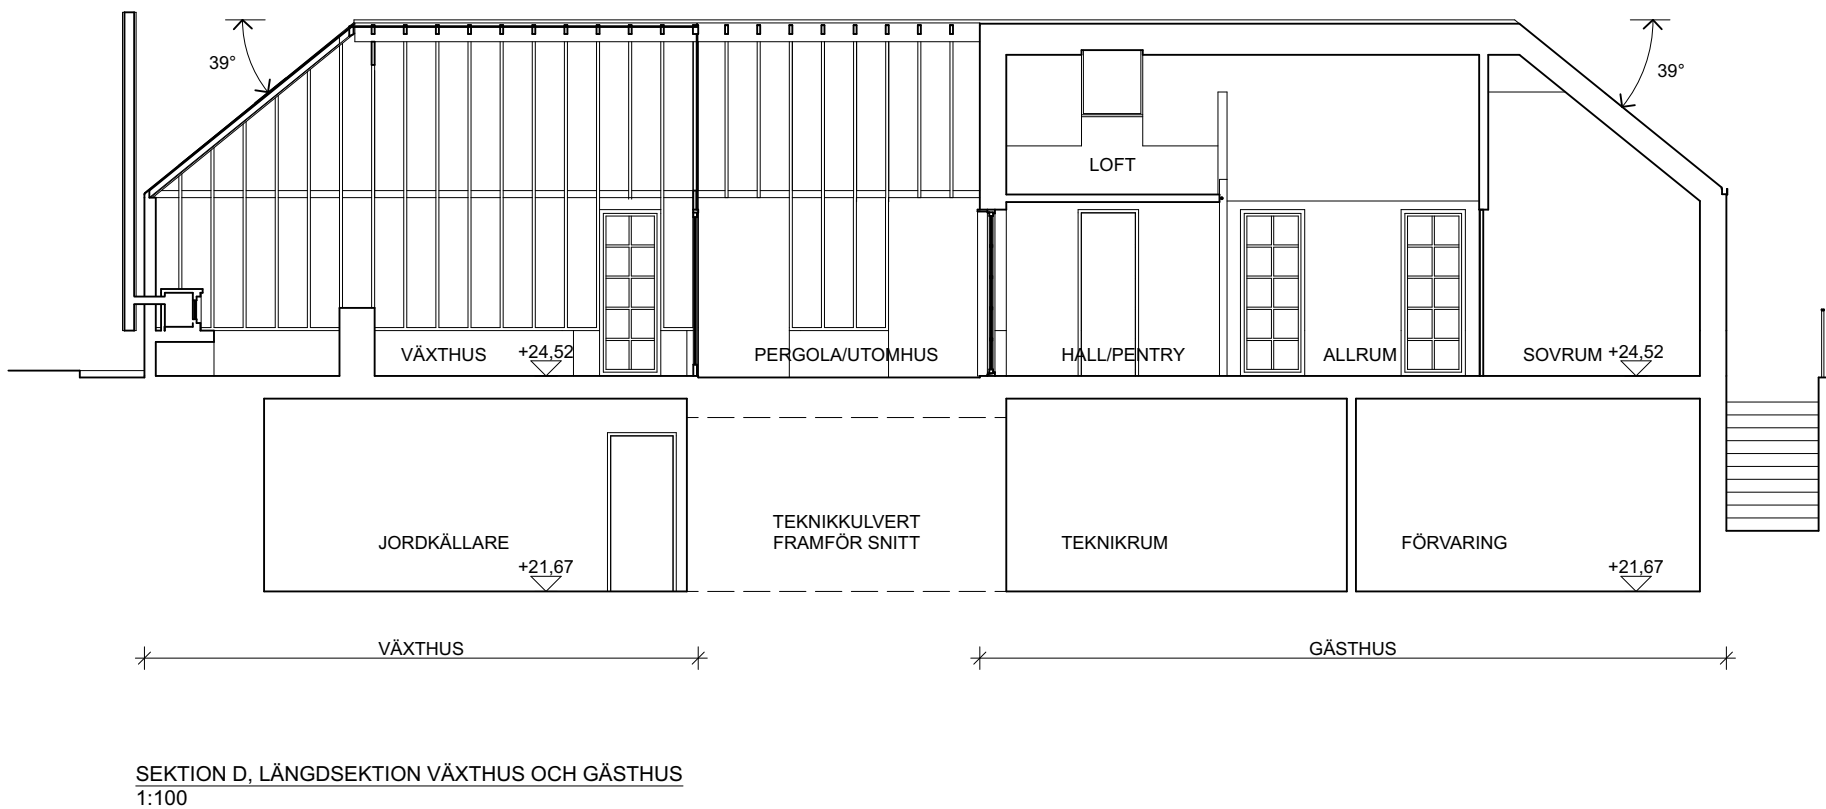 39°
39°
LOFT
VÄXTHUS
+24,52
PERGOLA/UTOMHUS
HALL/PENTRY
ALLRUM
SOVRUM
+24,52
TEKNIKKULVERT
FRAMFÖR SNITT
JORDKÄLLARE
TEKNIKRUM
FÖRVARING
+21,67
+21,67
VÄXTHUS
GÄSTHUS
SEKTION D, LÄNGDSEKTION VÄXTHUS OCH GÄSTHUS
1:100